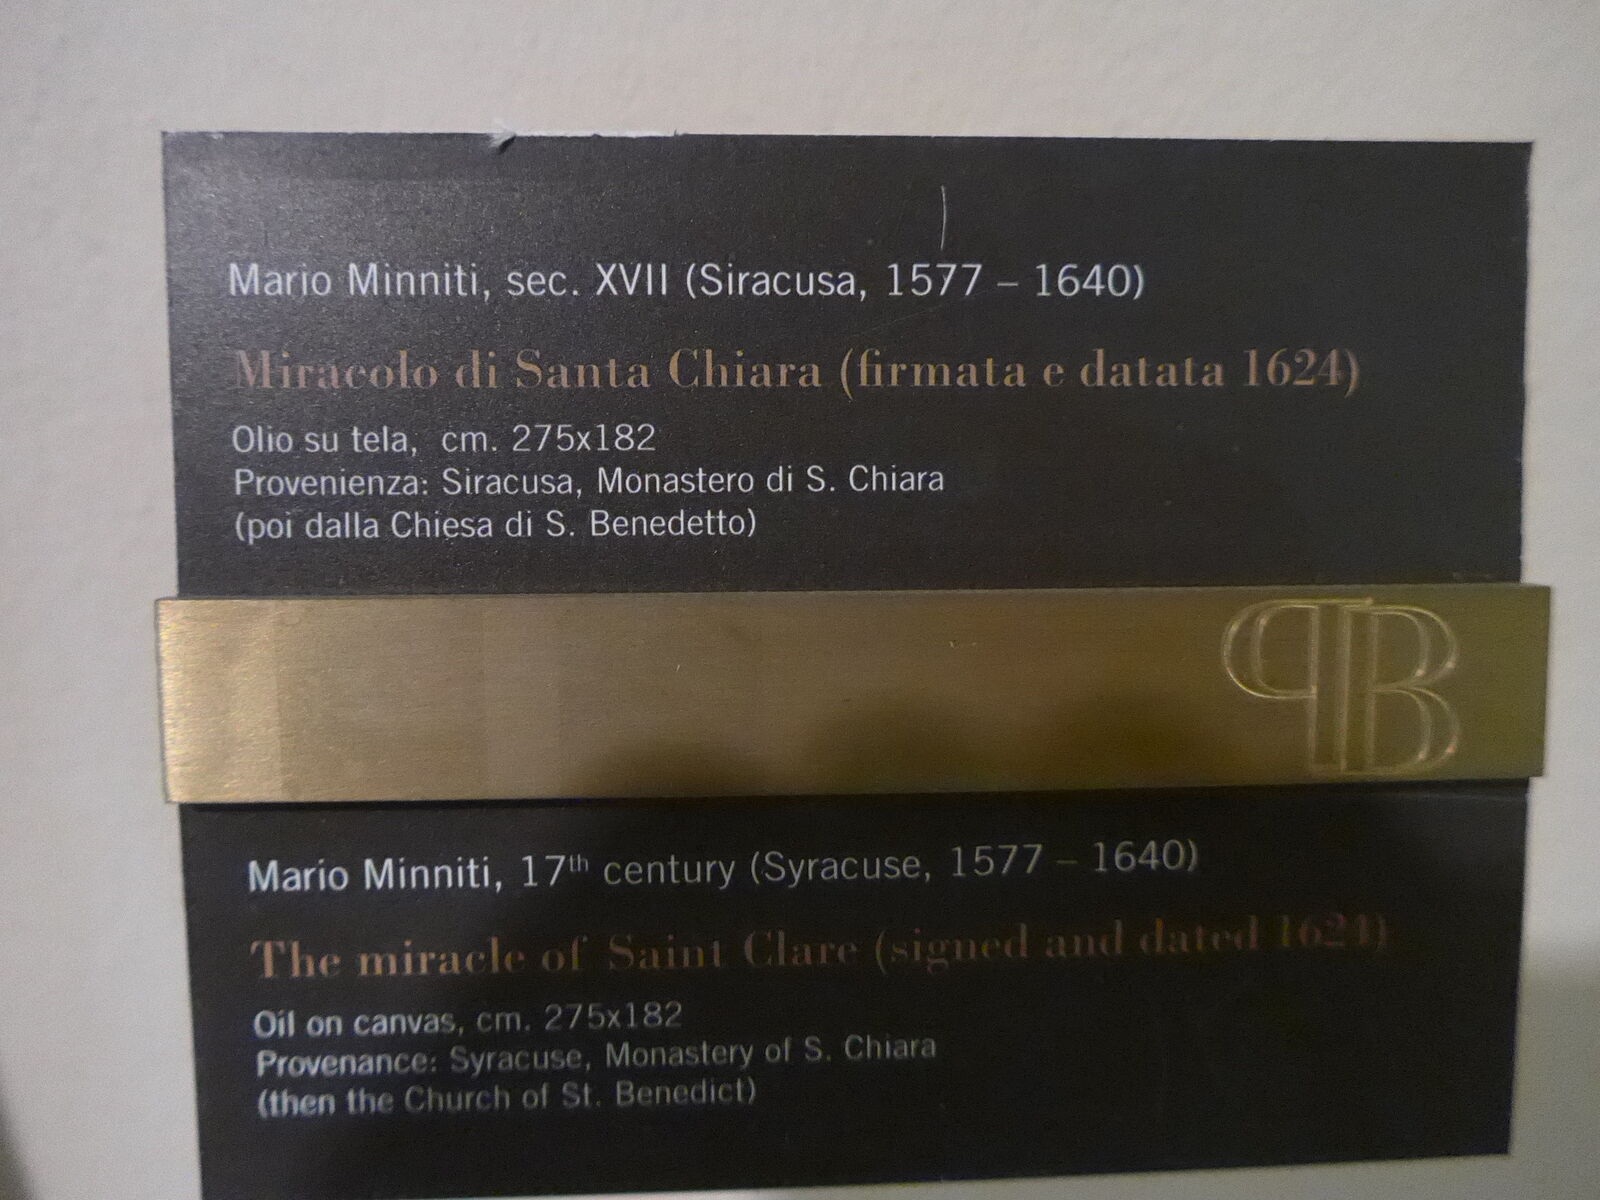 Mario Minniti, sec. XVII (Siracusa, 1577 – 1640)
Miracolo di Santa Chiara (firmata e datata 1624)
Olio su tela, cm. 275x182
Provenienza: Siracusa, Monastero di S. Chiara
(poi dalla Chiesa di S. Benedetto)
PB
Mario Minniti, 17th century (Syracuse, 1577 – 1640)
The miracle of Saint Clare (signed and dated 1624)
Oil on canvas, cm. 275x182
Provenance: Syracuse, Monastery of S. Chiara
(then the Church of St. Benedict)